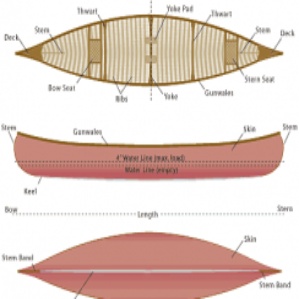 Yoke Pad
Thwart
Thwart
Stem
Stem
Deck
Deck
Stern Seat
Bow Seat
Ribs
Yoke
Gunwales
Stem
Stem
Gunwales
Skin
4" Water Line (max, load)
Water Line (empty)
Keel
Bow
Stern
Length
Skin
Stem Band
Stem Band